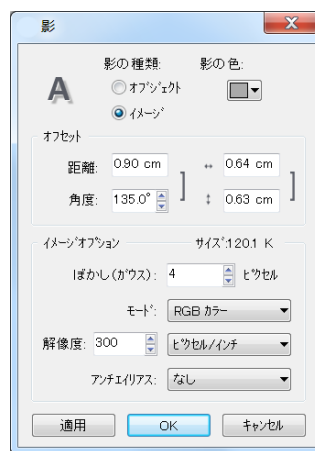 影
影の種類: 影の色:
A
ｵﾌﾞｼﾞｪｸﾄ
ｲﾒｰｼﾞ
ｵﾌｾｯﾄ
距離: 0.90 cm ↔ 0.64 cm
角度: 135.0° ↕ 0.63 cm
ｲﾒｰｼﾞｵﾌﾟｼｮﾝ ｻｲｽﾞ:120.1 K
ぼかし(ｶﾞｳｽ): 4 ﾋﾟｸｾﾙ
ﾓｰﾄﾞ: RGB ｶﾗｰ
解像度: 300 ﾋﾟｸｾﾙ/ｲﾝﾁ
ｱﾝﾁｴｲﾘｱｽ: なし
適用 OK ｷｬﾝｾﾙ